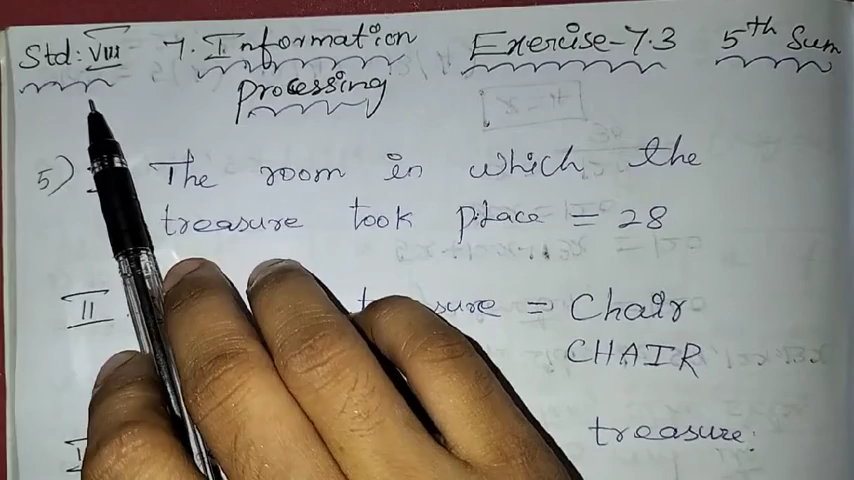 Std: VIII 7. Information Exercise-7.3 5th Sum
processing
5) The room in which the
treasure took place = 28
II. = Chair
CHAIR
treasure: